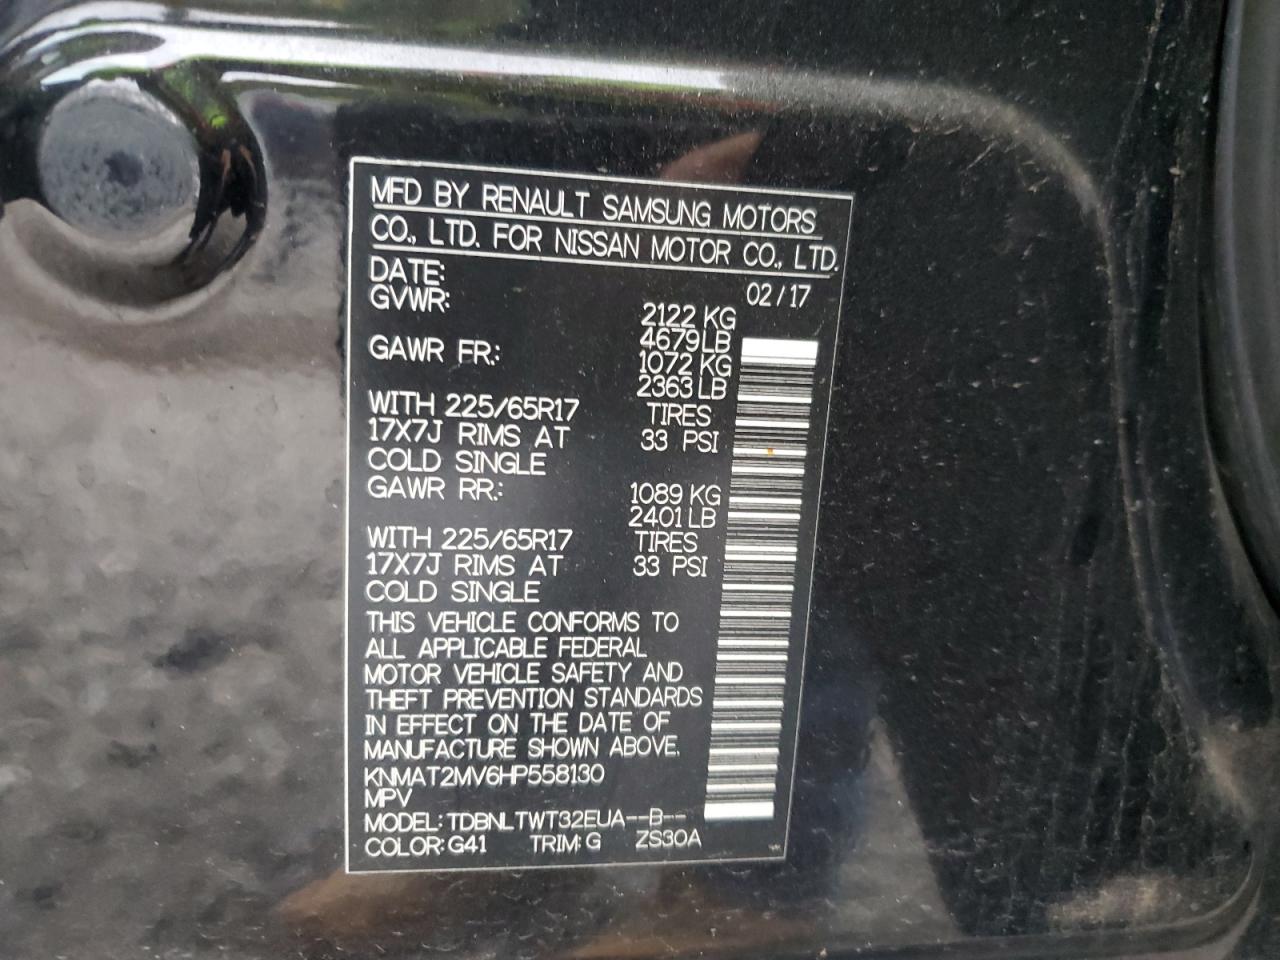 MFD BY RENAULT SAMSUNG MOTORS
CO., LTD. FOR NISSAN MOTOR CO., LTD.
DATE: 02/17
GVWR: 2122 KG
4679 LB
GAWR FR.: 1072 KG
2363 LB
WITH 225/65R17 TIRES
17X7J RIMS AT 33 PSI
COLD SINGLE
GAWR RR.: 1089 KG
2401 LB
WITH 225/65R17 TIRES
17X7J RIMS AT 33 PSI
COLD SINGLE
THIS VEHICLE CONFORMS TO
ALL APPLICABLE FEDERAL
MOTOR VEHICLE SAFETY AND
THEFT PREVENTION STANDARDS
IN EFFECT ON THE DATE OF
MANUFACTURE SHOWN ABOVE.
KNMAT2MV6HP558130
MPV
MODEL: TDBNLTWT32EUA--B--
COLOR: G41 TRIM: G ZS30A